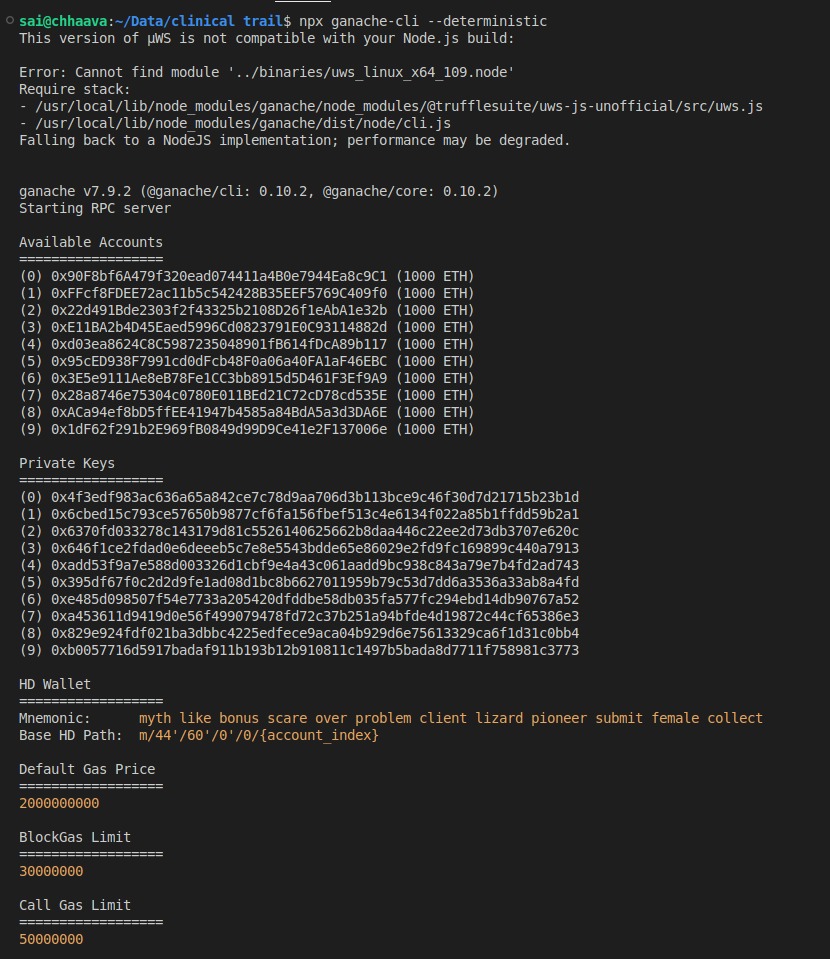 sai@chhaava:~/Data/clinical trail$ npx ganache-cli --deterministic
This version of µWS is not compatible with your Node.js build:

Error: Cannot find module '../binaries/uws_linux_x64_109.node'
Require stack:
- /usr/local/lib/node_modules/ganache/node_modules/@trufflesuite/uws-js-unofficial/src/uws.js
- /usr/local/lib/node_modules/ganache/dist/node/cli.js
Falling back to a NodeJS implementation; performance may be degraded.

ganache v7.9.2 (@ganache/cli: 0.10.2, @ganache/core: 0.10.2)
Starting RPC server

Available Accounts
==================
(0) 0x90F8bf6A479f320ead074411a4B0e7944Ea8c9C1 (1000 ETH)
(1) 0xFFcf8FDEE72ac11b5c542428B35EEF5769C409f0 (1000 ETH)
(2) 0x22d491Bde2303f2f43325b2108D26f1eAbA1e32b (1000 ETH)
(3) 0xE11BA2b4D45Eaed5996Cd0823791E0C93114882d (1000 ETH)
(4) 0xd03ea8624C8C5987235048901fB614fDcA89b117 (1000 ETH)
(5) 0x95cED938F7991cd0dFcb48F0a06a40FA1aF46EBC (1000 ETH)
(6) 0x3E5e9111Ae8eB78Fe1CC3bb8915d5D461F3Ef9A9 (1000 ETH)
(7) 0x28a8746e75304c0780E011BEd21C72cD78cd535E (1000 ETH)
(8) 0xACa94ef8bD5ffEE41947b4585a84BdA5a3d3DA6E (1000 ETH)
(9) 0x1dF62f291b2E969fB0849d99D9Ce41e2F137006e (1000 ETH)

Private Keys
==================
(0) 0x4f3edf983ac636a65a842ce7c78d9aa706d3b113bce9c46f30d7d21715b23b1d
(1) 0x6cbed15c793ce57650b9877cf6fa156fbef513c4e6134f022a85b1ffdd59b2a1
(2) 0x6370fd033278c143179d81c5526140625662b8daa446c22ee2d73db3707e620c
(3) 0x646f1ce2fdad0e6deeeb5c7e8e5543bdde65e86029e2fd9fc169899c440a7913
(4) 0xadd53f9a7e588d003326d1cbf9e4a43c061aadd9bc938c843a79e7b4fd2ad743
(5) 0x395df67f0c2d2d9fe1ad08d1bc8b6627011959b79c53d7dd6a3536a33ab8a4fd
(6) 0xe485d098507f54e7733a205420dfddbe58db035fa577fc294ebd14db90767a52
(7) 0xa453611d9419d0e56f499079478fd72c37b251a94bfde4d19872c44cf65386e3
(8) 0x829e924fdf021ba3dbbc4225edfece9aca04b929d6e75613329ca6f1d31c0bb4
(9) 0xb0057716d5917badaf911b193b12b910811c1497b5bada8d7711f758981c3773

HD Wallet
==================
Mnemonic:      myth like bonus scare over problem client lizard pioneer submit female collect
Base HD Path:  m/44'/60'/0'/0/{account_index}

Default Gas Price
==================
2000000000

BlockGas Limit
==================
30000000

Call Gas Limit
==================
50000000